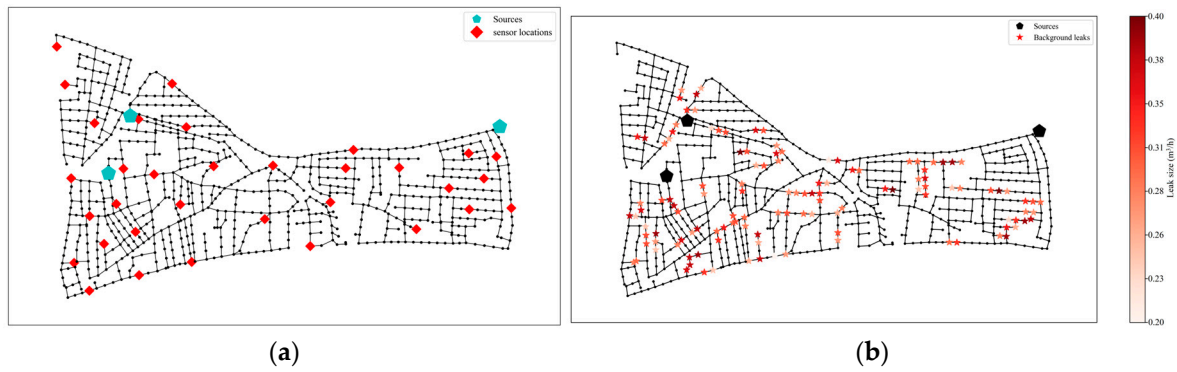 Sources
sensor locations
(a)
Sources
Background leaks
(b)
0.40
0.38
0.35
0.33
0.31
0.28
0.26
0.23
0.20
Leak size (m³/h)